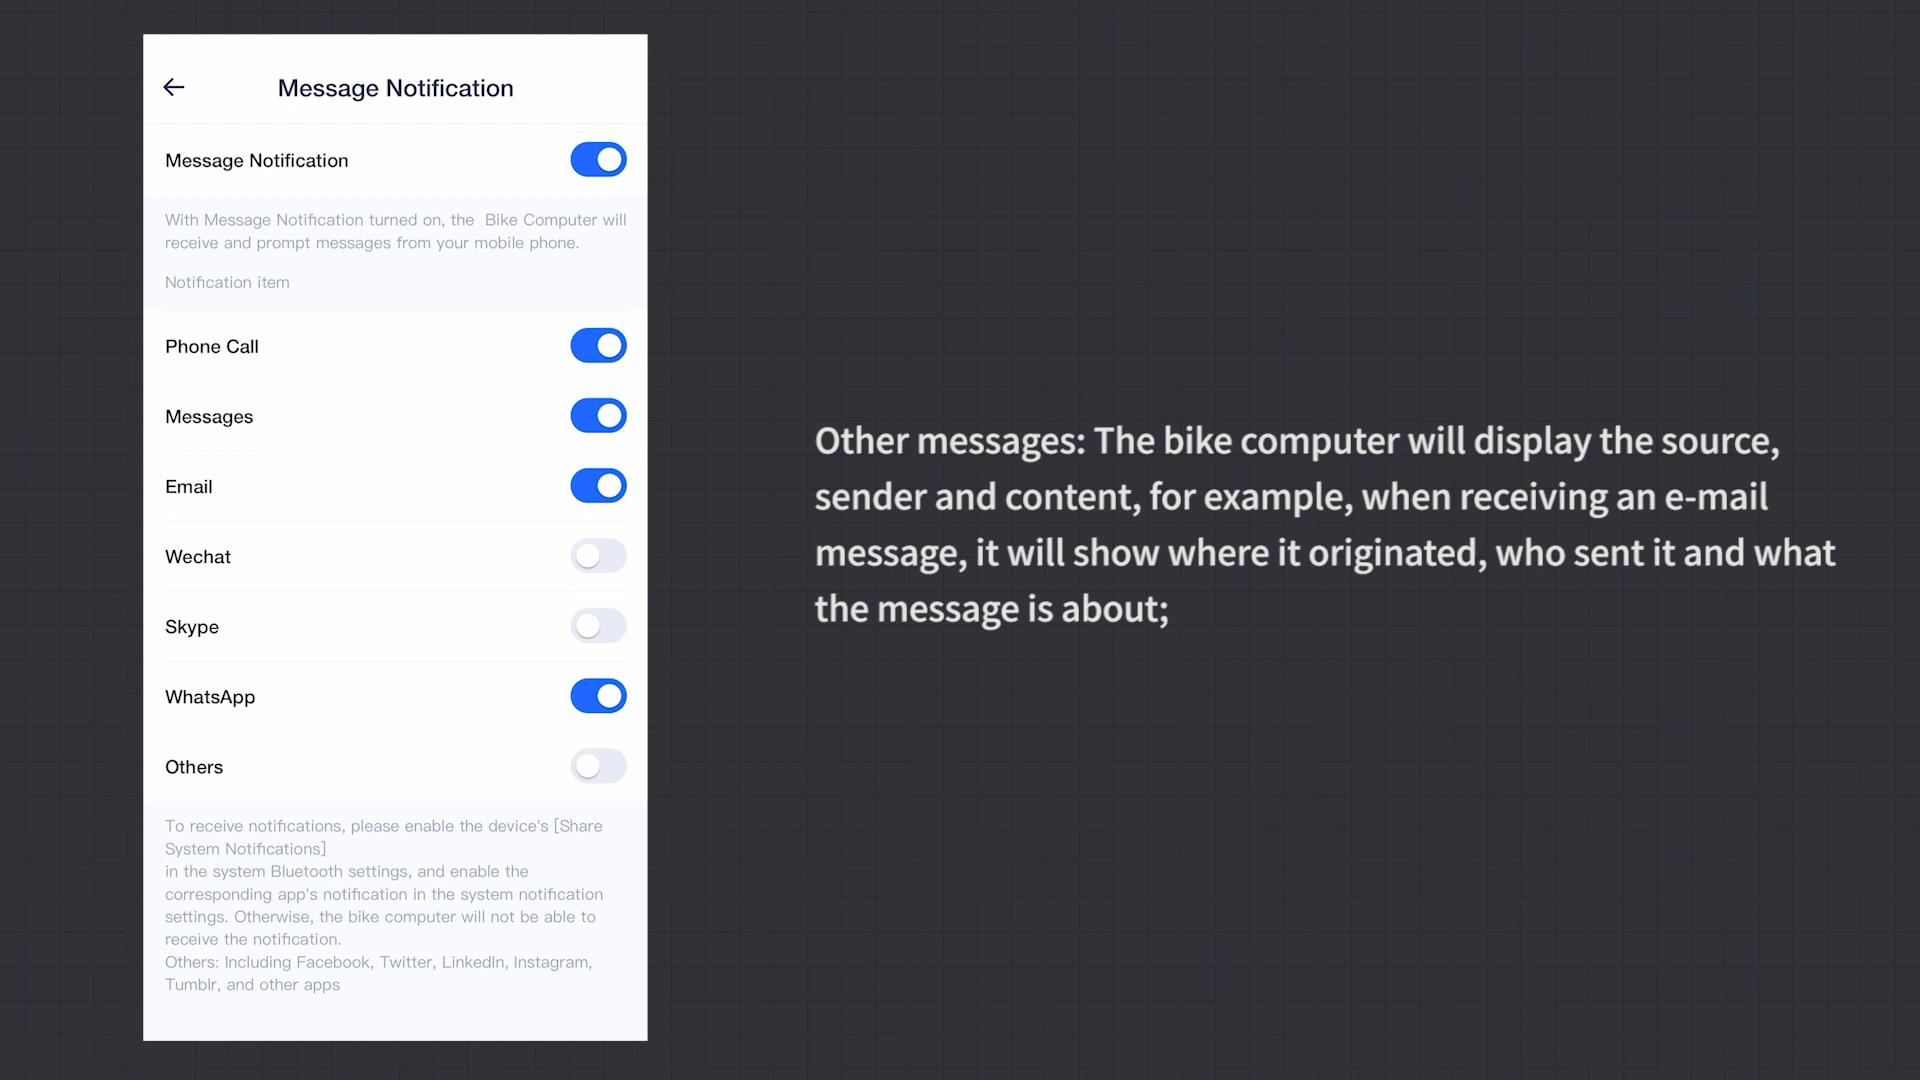 Message Notification
Message Notification
With Message Notification turned on, the Bike Computer will
receive and prompt messages from your mobile phone.
Notification item
Phone Call
Messages
Email
Wechat
Skype
WhatsApp
Others
To receive notifications, please enable the device's [Share
System Notifications]
in the system Bluetooth settings, and enable the
corresponding app's notification in the system notification
settings. Otherwise, the bike computer will not be able to
receive the notification.
Others: Including Facebook, Twitter, LinkedIn, Instagram,
Tumblr, and other apps
Other messages: The bike computer will display the source,
sender and content, for example, when receiving an e-mail
message, it will show where it originated, who sent it and what
the message is about;